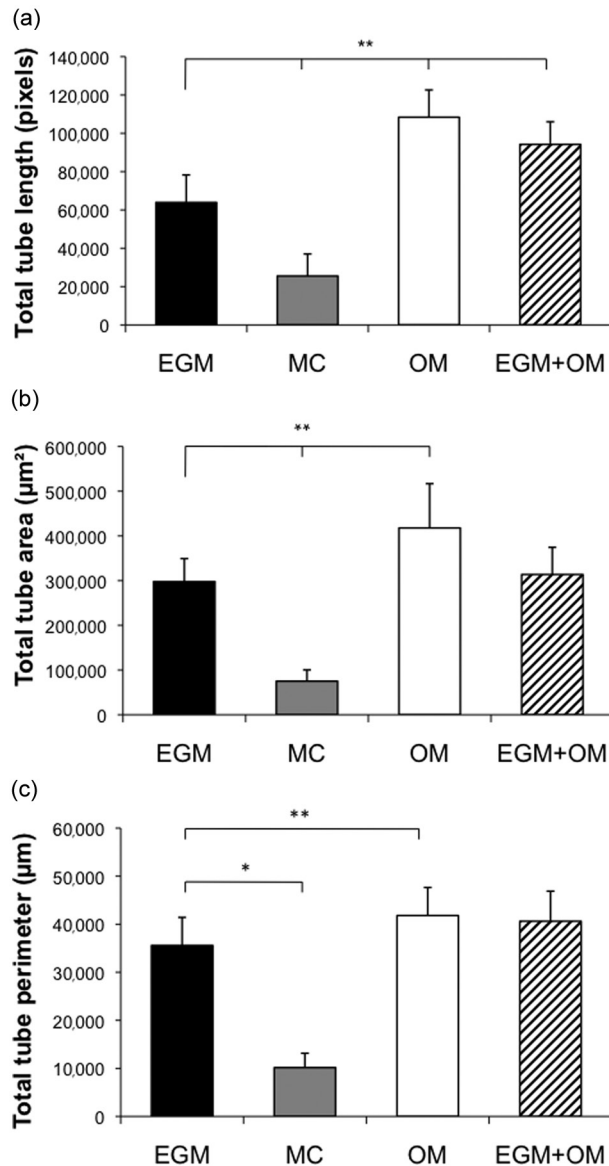 (a)
**
Total tube length (pixels)
140,000
120,000
100,000
80,000
60,000
40,000
20,000
0
EGM MC OM EGM+OM
(b)
**
Total tube area (µm²)
600,000
500,000
400,000
300,000
200,000
100,000
0
EGM MC OM EGM+OM
(c)
**
*
Total tube perimeter (µm)
60,000
50,000
40,000
30,000
20,000
10,000
0
EGM MC OM EGM+OM